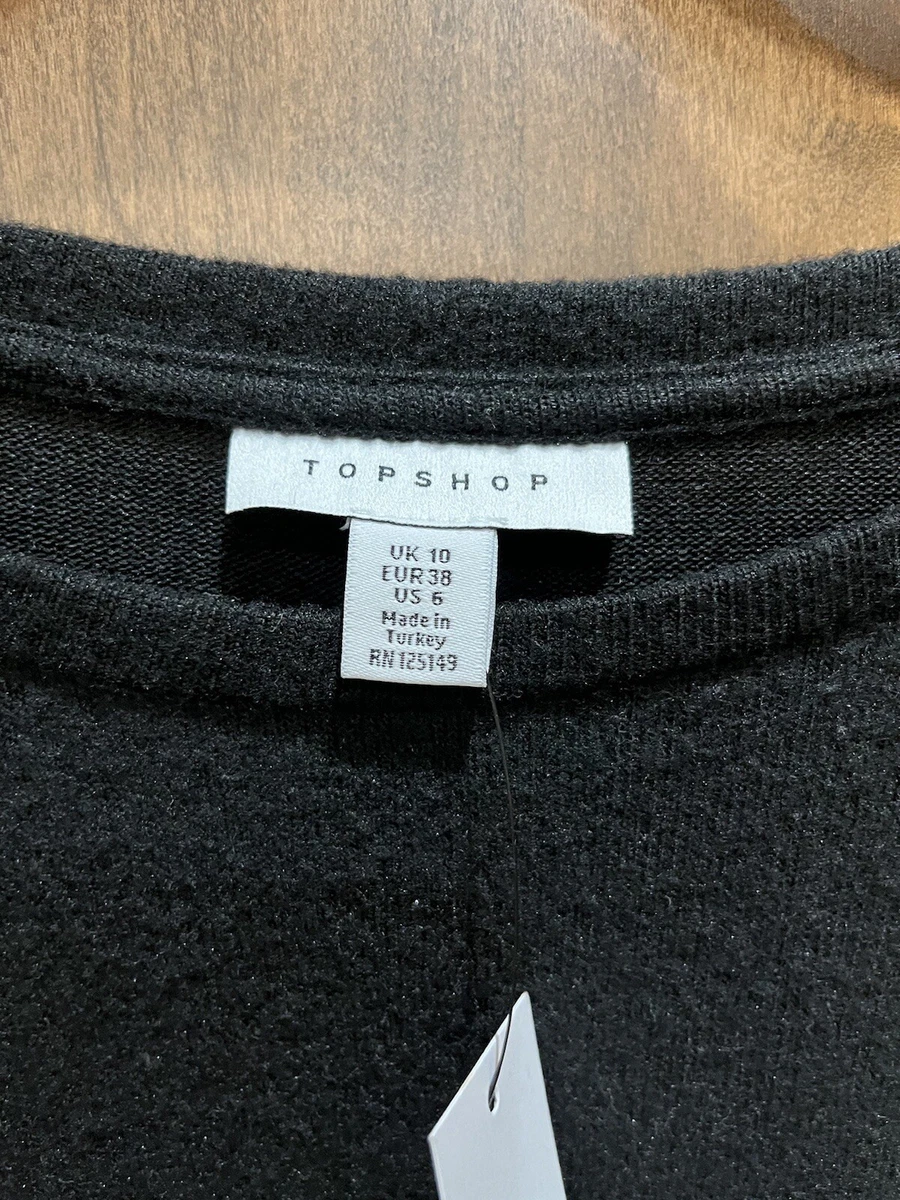 TOPSHOP
UK 10
EUR 38
US 6
Made in
Turkey
RN 125149